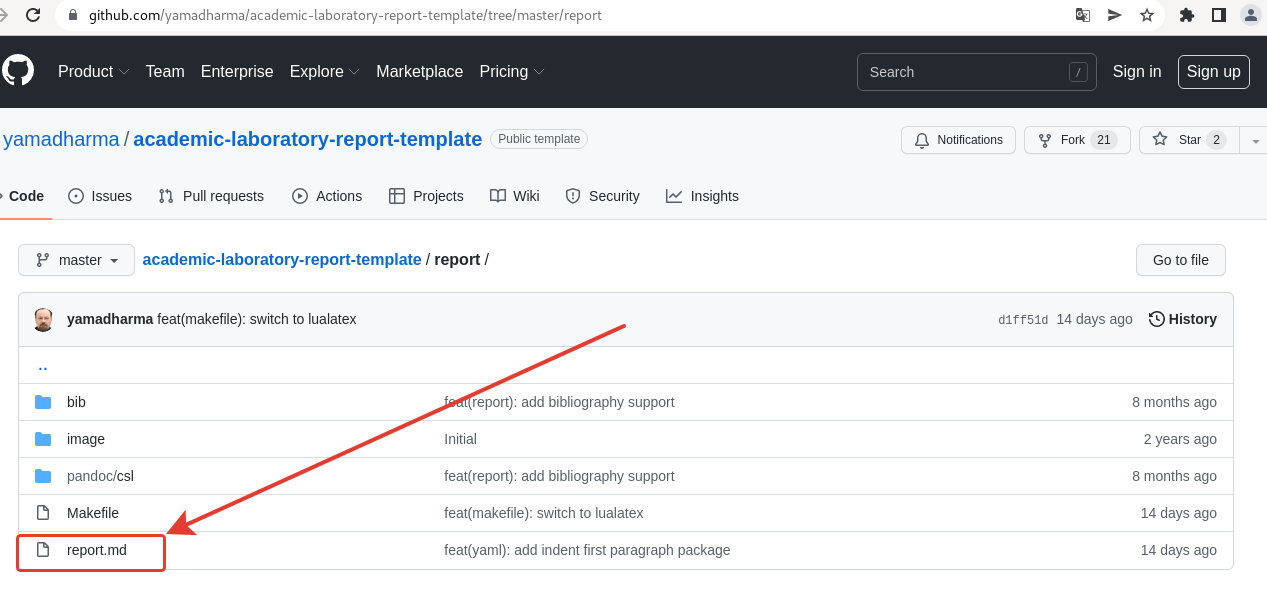 github.com/yamadharma/academic-laboratory-report-template/tree/master/report
Product Team Enterprise Explore Marketplace Pricing Search / Sign in Sign up
yamadharma / academic-laboratory-report-template Public template Notifications Fork 21 Star 2
Code Issues Pull requests Actions Projects Wiki Security Insights
master academic-laboratory-report-template / report / Go to file
yamadharma feat(makefile): switch to lualatex d1ff51d 14 days ago History
..
bib feat(report): add bibliography support 8 months ago
image Initial 2 years ago
pandoc/csl feat(report): add bibliography support 8 months ago
Makefile feat(makefile): switch to lualatex 14 days ago
report.md feat(yaml): add indent first paragraph package 14 days ago